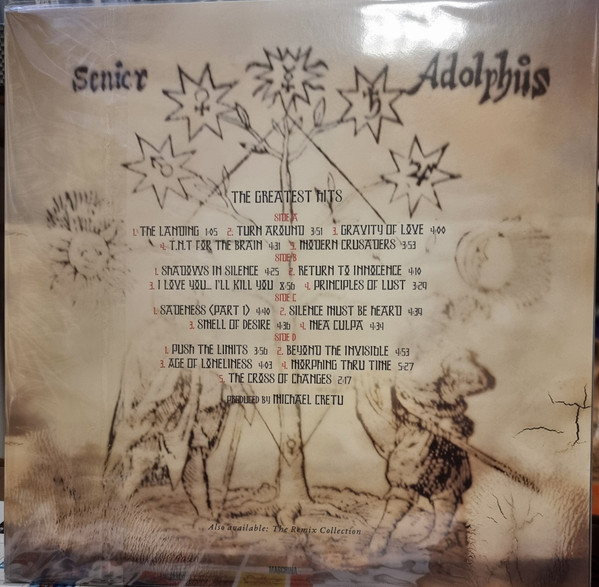 Senior Adolphus
THE GREATEST HITS
SIDE A
1. THE LANDING 1:05 2. TURN AROUND 3:51 3. GRAVITY OF LOVE 4:00
4. T.N.T FOR THE BRAIN 4:31 5. MODERN CRUSADERS 3:53
SIDE B
1. SHADOWS IN SILENCE 4:25 2. RETURN TO INNOCENCE 4:10
3. I LOVE YOU... I'LL KILL YOU 8:56 4. PRINCIPLES OF LUST 3:24
SIDE C
1. SADENESS (PART I) 4:40 2. SILENCE MUST BE HEARD 4:34
3. SMELL OF DESIRE 4:36 4. MEA CULPA 4:34
SIDE D
1. PUSH THE LIMITS 3:56 2. BEYOND THE INVISIBLE 4:53
3. AGE OF LONELINESS 4:03 4. MORPHING THRU TIME 5:27
5. THE CROSS OF CHANGES 2:17
PRODUCED BY MICHAEL CRETU
Also available: The Remix Collection